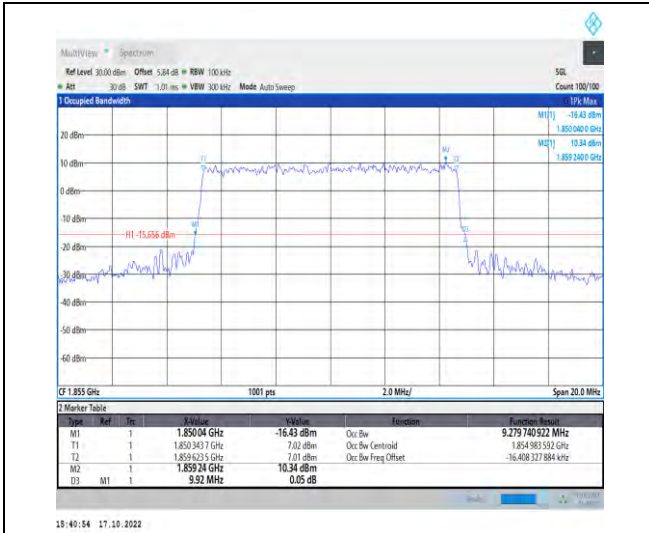 MultiView Spectrum
Ref Level 30.00 dBm Offset 5.84 dB RBW 100 kHz SGL
Att 30 dB SWT 1.01 ms VBW 300 kHz Mode Auto Sweep Count 100/100
1 Occupied Bandwidth 1Pk Max
M1[1] -16.43 dBm
1.850 040 0 GHz
M2[1] 10.34 dBm
1.859 240 0 GHz
20 dBm
M2
10 dBm
T1 T2
0 dBm
-10 dBm
M1 D3
H1 -15.656 dBm
-20 dBm
-30 dBm
-40 dBm
-50 dBm
-60 dBm
CF 1.855 GHz 1001 pts 2.0 MHz/ Span 20.0 MHz
2 Marker Table
Type Ref Trc X-Value Y-Value Function Function Result
M1 1 1.850 04 GHz -16.43 dBm Occ Bw 9.279 740 922 MHz
T1 1 1.850 343 7 GHz 7.02 dBm Occ Bw Centroid 1.854 983 592 GHz
T2 1 1.859 623 5 GHz 7.01 dBm Occ Bw Freq Offset -16.408 327 884 kHz
M2 1 1.859 24 GHz 10.34 dBm
D3 M1 1 9.92 MHz 0.05 dB
15:40:54 17.10.2022